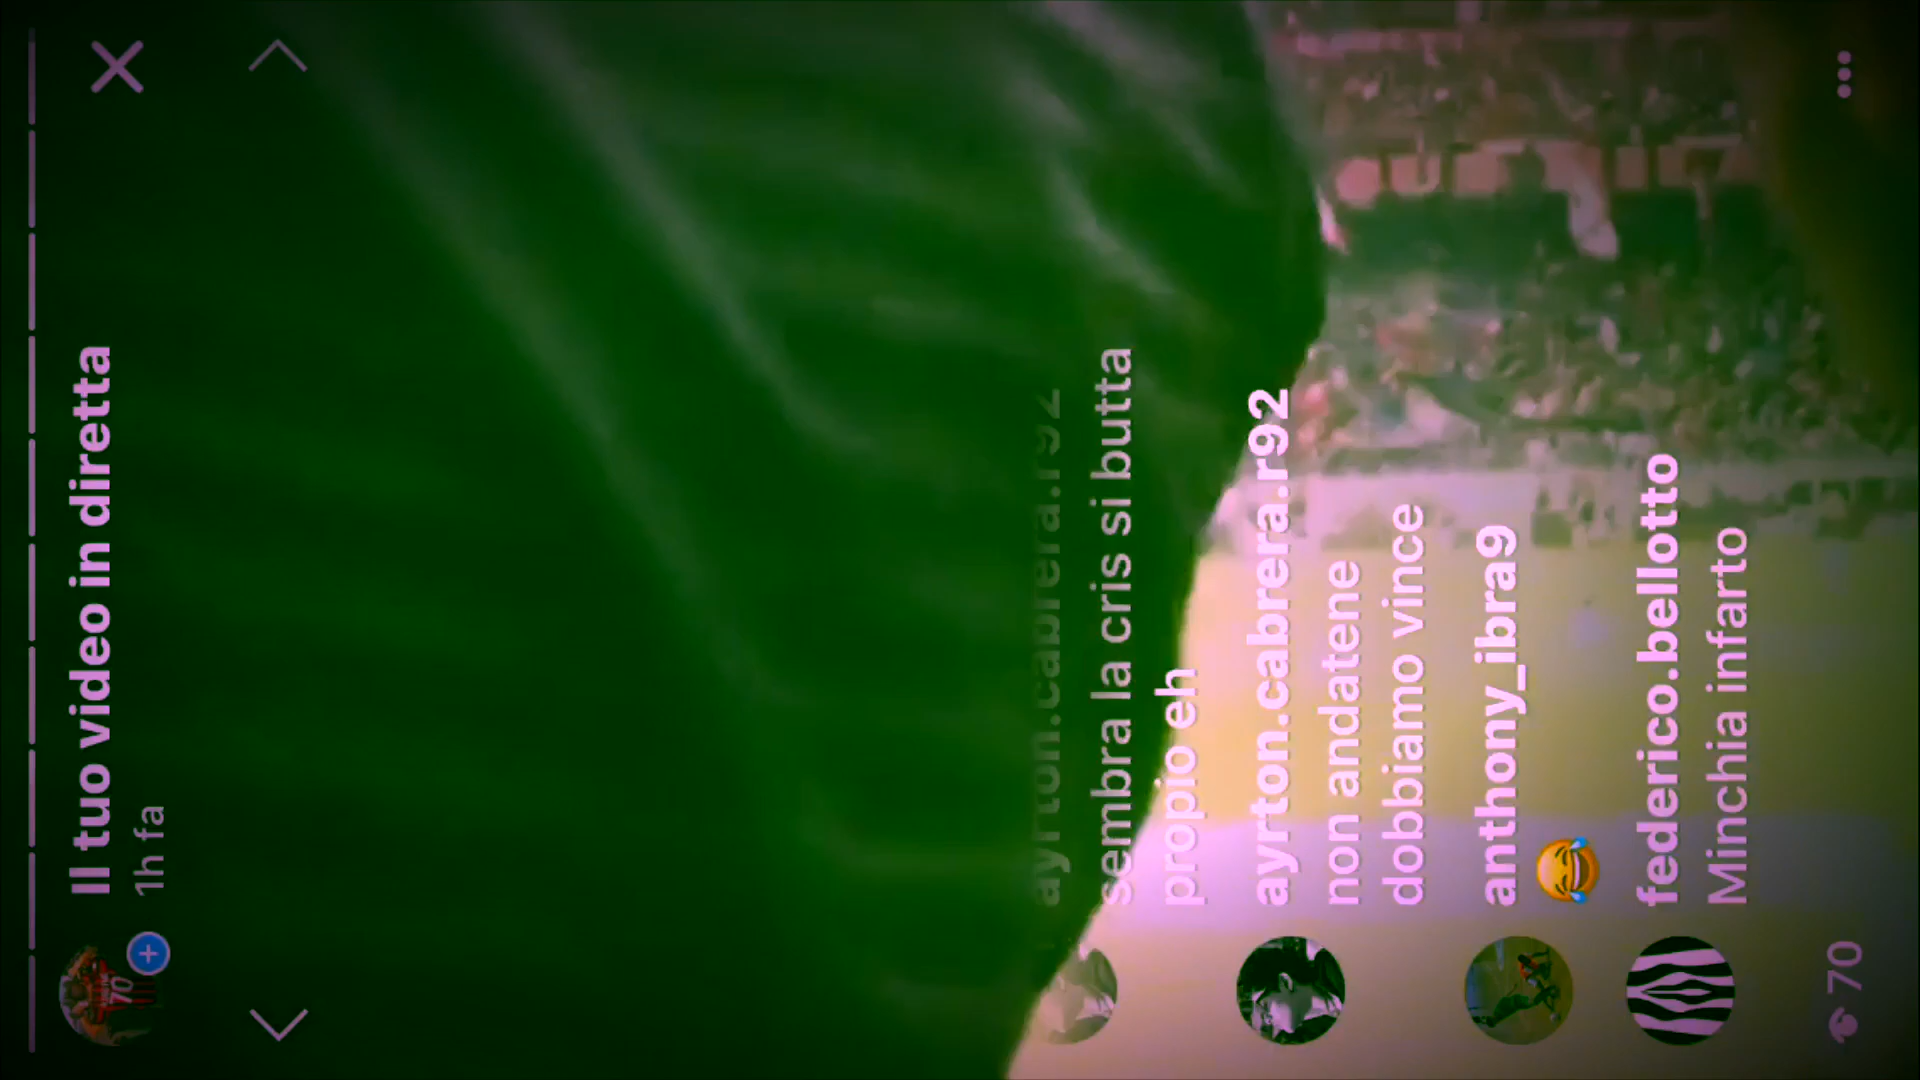 Il tuo video in diretta
1h fa
ayrton.cabrera.r92
sembra la cris si butta
propio eh
ayrton.cabrera.r92
non andatene
dobbiamo vince
anthony_ibra9
😂
federico.bellotto
Minchia infarto
70